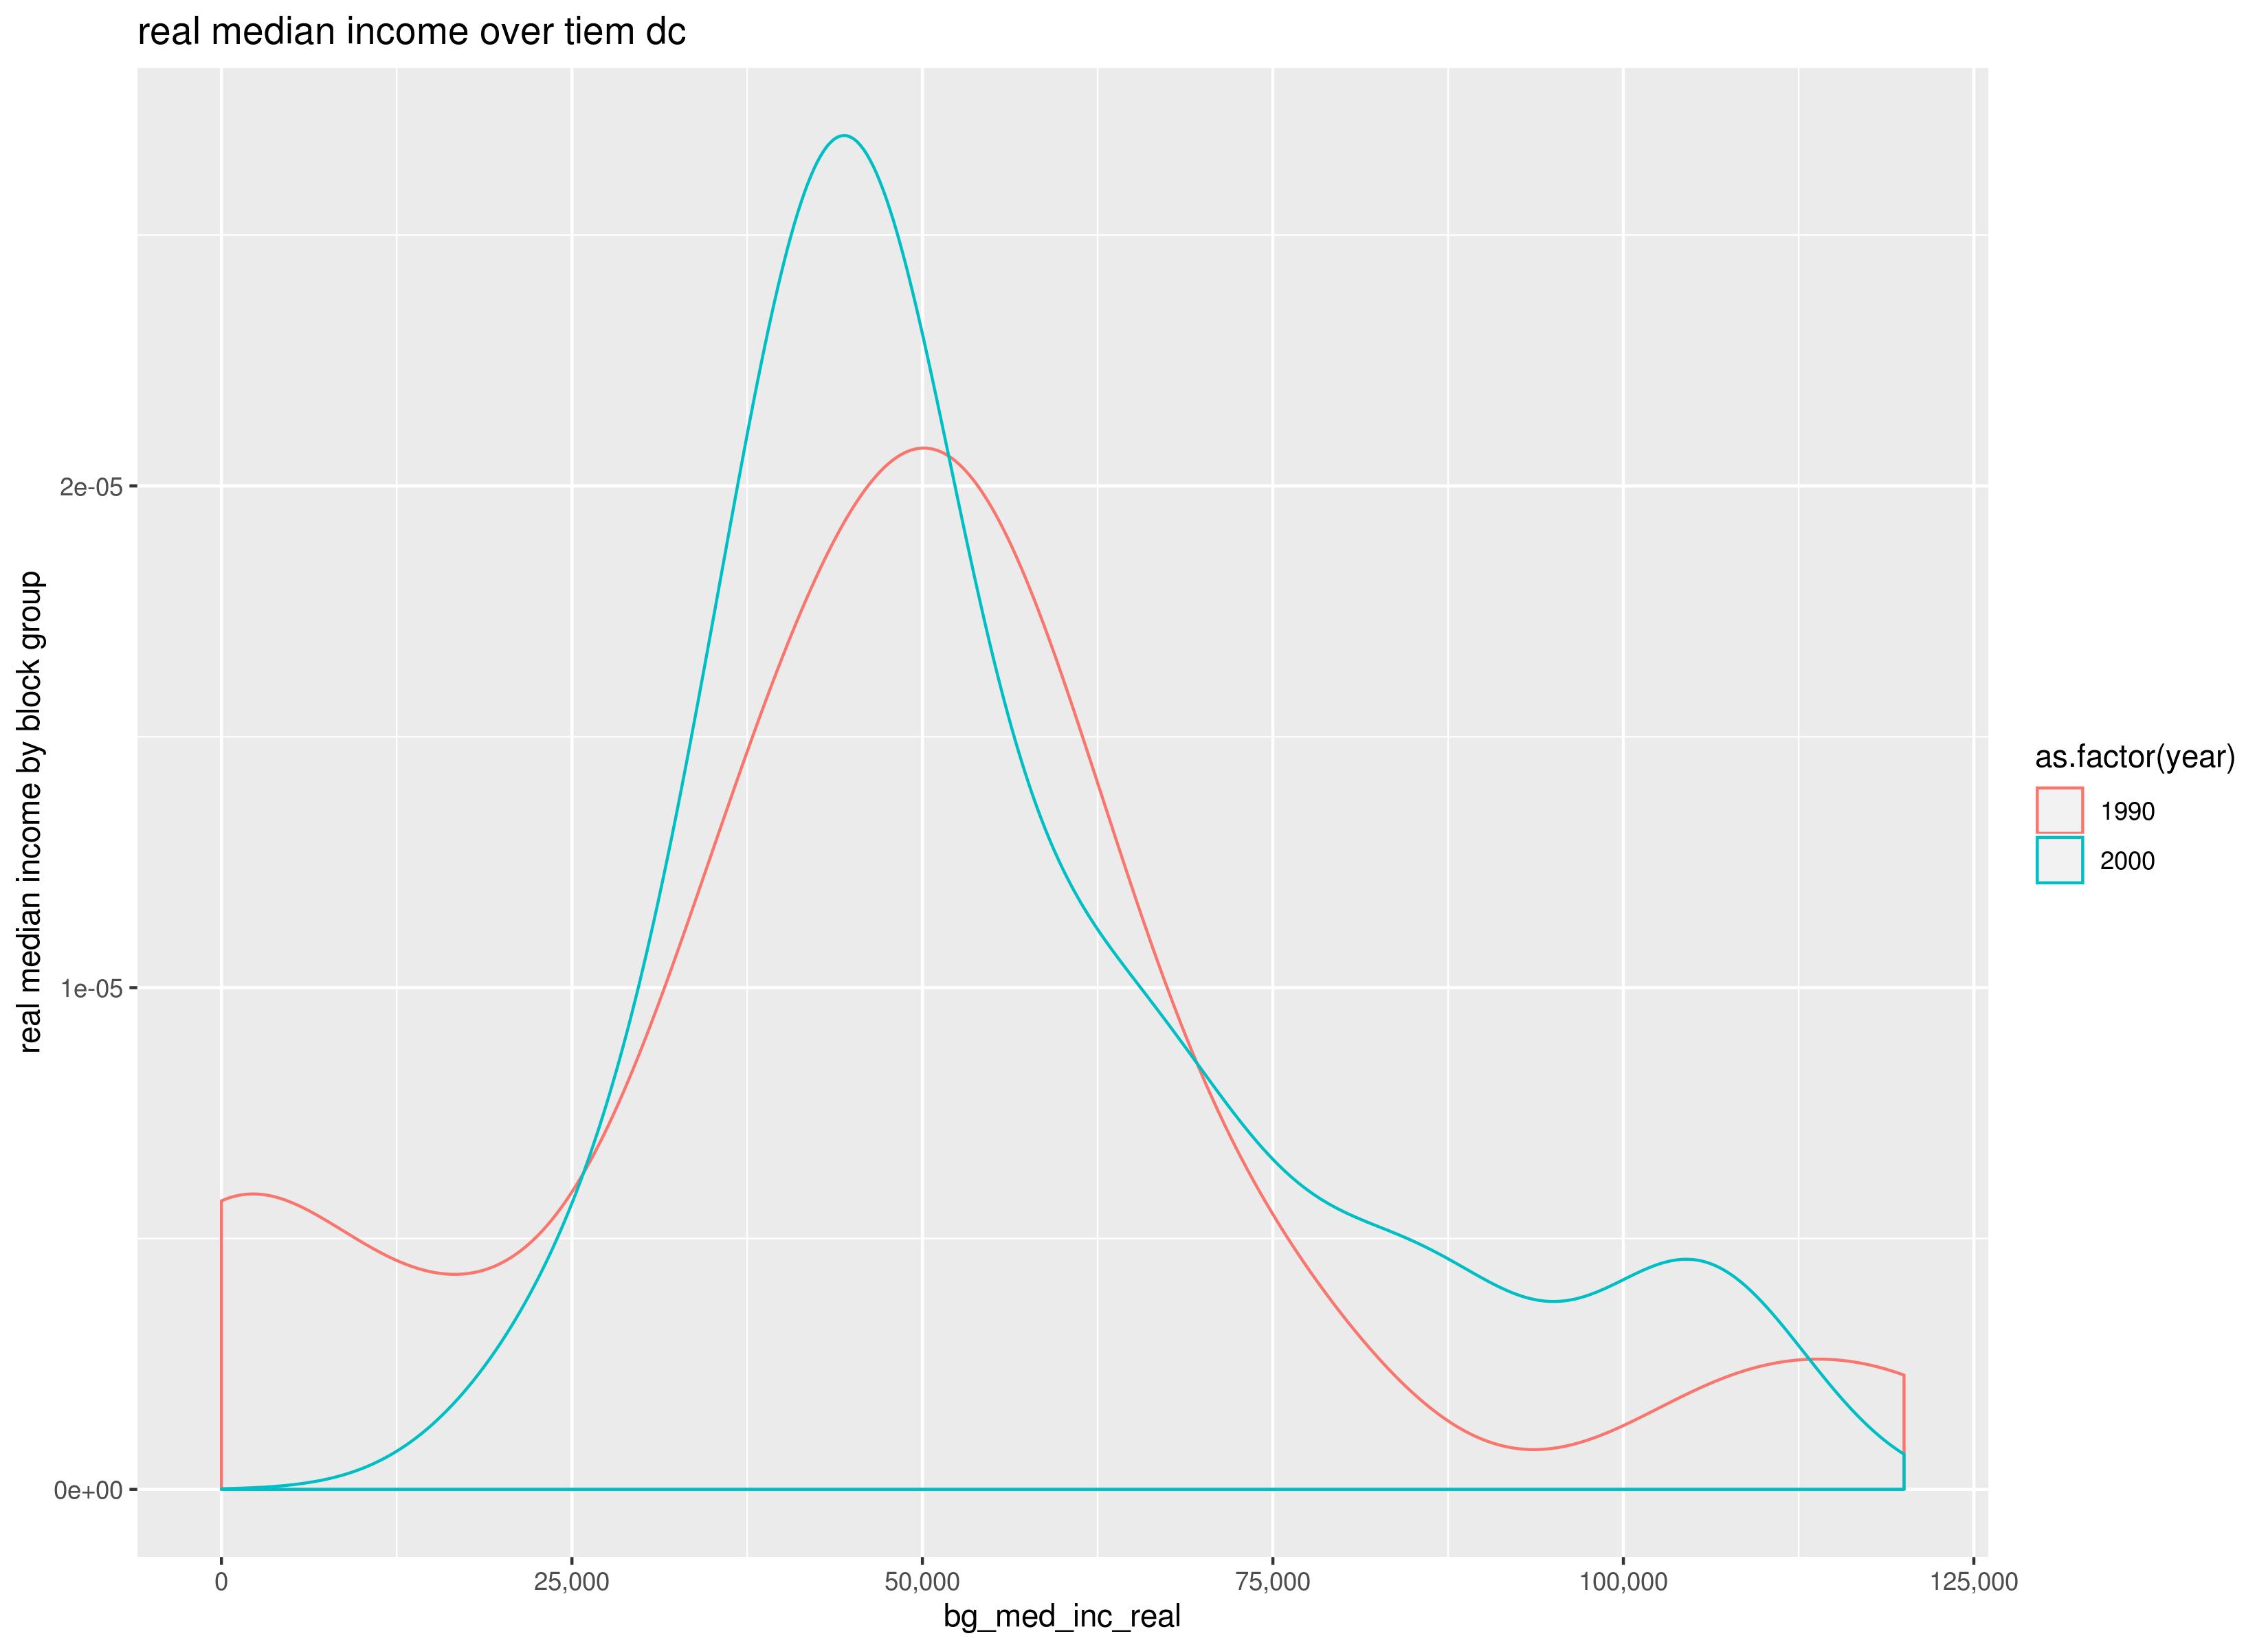 real median income over tiem dc
real median income by block group
2e-05
1e-05
0e+00
0
25,000
50,000
75,000
100,000
125,000
bg_med_inc_real
as.factor(year)
1990
2000